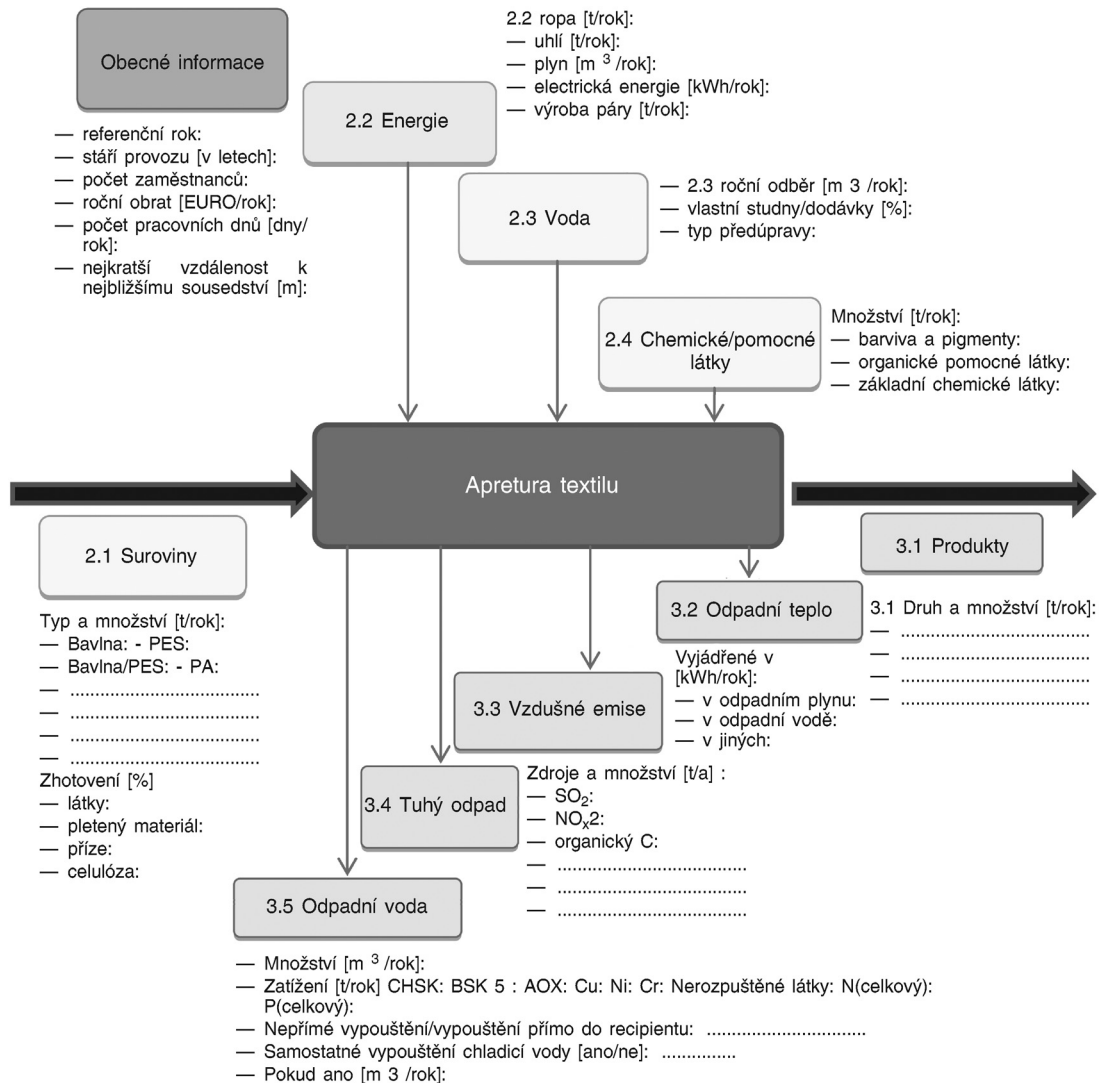 Obecné informace
— referenční rok:
— stáří provozu [v letech]:
— počet zaměstnanců:
— roční obrat [EURO/rok]:
— počet pracovních dnů [dny/
rok]:
— nejkratší vzdálenost k
nejbližšímu sousedství [m]:
2.2 Energie
2.2 ropa [t/rok]:
— uhlí [t/rok]:
— plyn [m 3 /rok]:
— electrická energie [kWh/rok]:
— výroba páry [t/rok]:
2.3 Voda
— 2.3 roční odběr [m 3 /rok]:
— vlastní studny/dodávky [%]:
— typ předúpravy:
2.4 Chemické/pomocné
látky
Množství [t/rok]:
— barviva a pigmenty:
— organické pomocné látky:
— základní chemické látky:
Apretura textilu
2.1 Suroviny
Typ a množství [t/rok]:
— Bavlna: - PES:
— Bavlna/PES: - PA:
— ......................................
— ......................................
— ......................................
— ......................................
Zhotovení [%]
— látky:
— pletený materiál:
— příze:
— celulóza:
3.1 Produkty
3.1 Druh a množství [t/rok]:
— ......................................
— ......................................
— ......................................
— ......................................
3.2 Odpadní teplo
Vyjádřené v
[kWh/rok]:
— v odpadním plynu:
— v odpadní vodě:
— v jiných:
3.3 Vzdušné emise
Zdroje a množství [t/a] :
— SO2:
— NOx2:
— organický C:
— ......................................
— ......................................
— ......................................
3.4 Tuhý odpad
3.5 Odpadní voda
— Množství [m 3 /rok]:
— Zatížení [t/rok] CHSK: BSK 5 : AOX: Cu: Ni: Cr: Nerozpuštěné látky: N(celkový):
P(celkový):
— Nepřímé vypouštění/vypouštění přímo do recipientu: ................................
— Samostatné vypouštění chladicí vody [ano/ne]: ...............
— Pokud ano [m 3 /rok]: